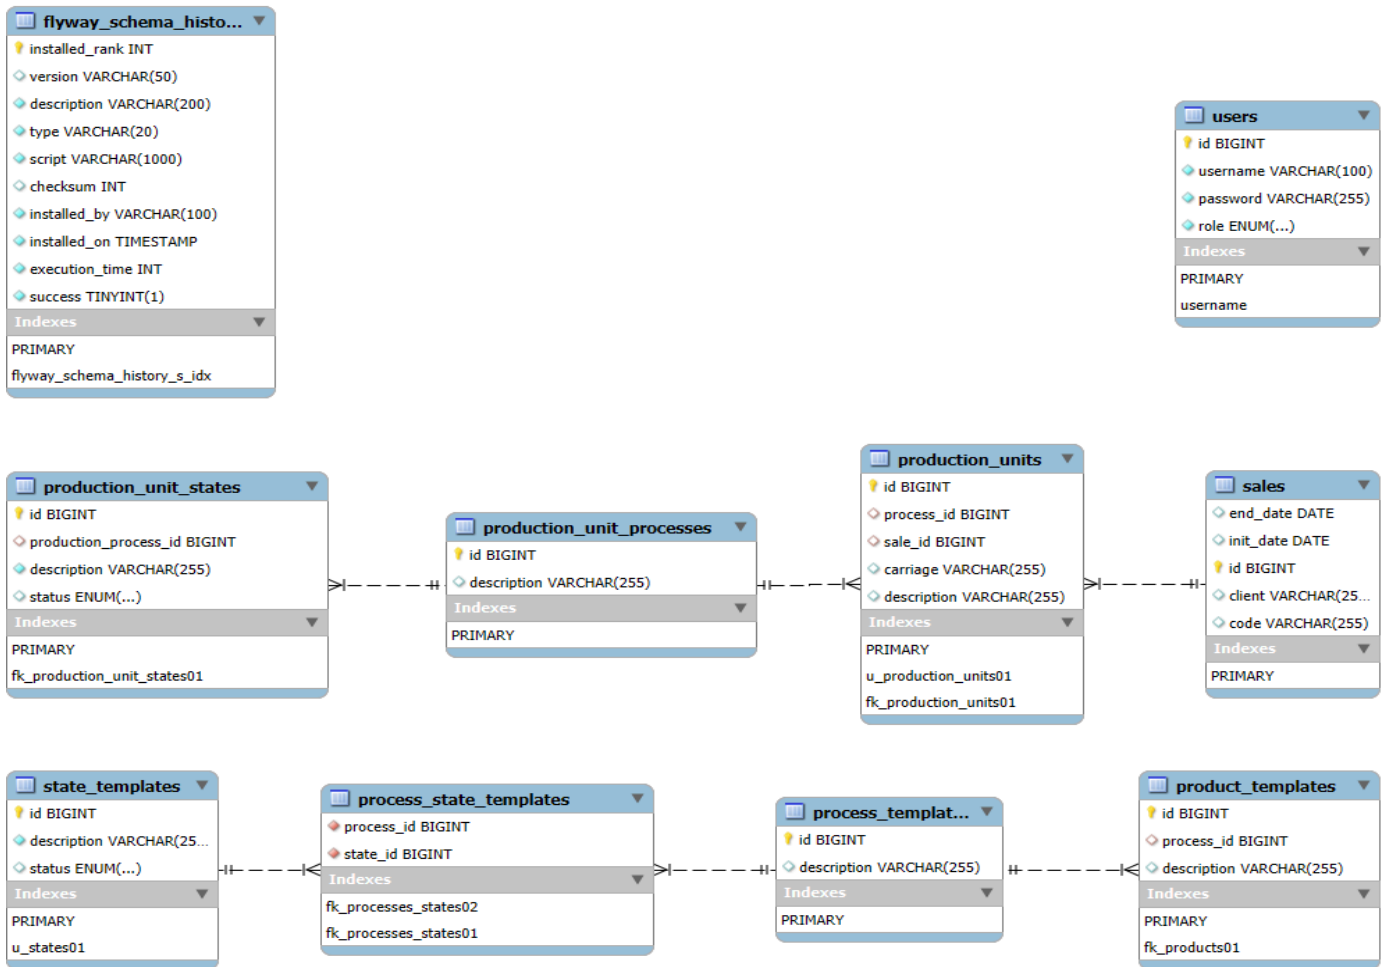 flyway_schema_histo...
installed_rank INT
version VARCHAR(50)
description VARCHAR(200)
type VARCHAR(20)
script VARCHAR(1000)
checksum INT
installed_by VARCHAR(100)
installed_on TIMESTAMP
execution_time INT
success TINYINT(1)
Indexes
PRIMARY
flyway_schema_history_s_idx
users
id BIGINT
username VARCHAR(100)
password VARCHAR(255)
role ENUM(...)
Indexes
PRIMARY
username
production_unit_states
id BIGINT
production_process_id BIGINT
description VARCHAR(255)
status ENUM(...)
Indexes
PRIMARY
fk_production_unit_states01
production_unit_processes
id BIGINT
description VARCHAR(255)
Indexes
PRIMARY
production_units
id BIGINT
process_id BIGINT
sale_id BIGINT
carriage VARCHAR(255)
description VARCHAR(255)
Indexes
PRIMARY
u_production_units01
fk_production_units01
sales
end_date DATE
init_date DATE
id BIGINT
client VARCHAR(25...
code VARCHAR(255)
Indexes
PRIMARY
state_templates
id BIGINT
description VARCHAR(25...
status ENUM(...)
Indexes
PRIMARY
u_states01
process_state_templates
process_id BIGINT
state_id BIGINT
Indexes
fk_processes_states02
fk_processes_states01
process_templat...
id BIGINT
description VARCHAR(255)
Indexes
PRIMARY
product_templates
id BIGINT
process_id BIGINT
description VARCHAR(255)
Indexes
PRIMARY
fk_products01